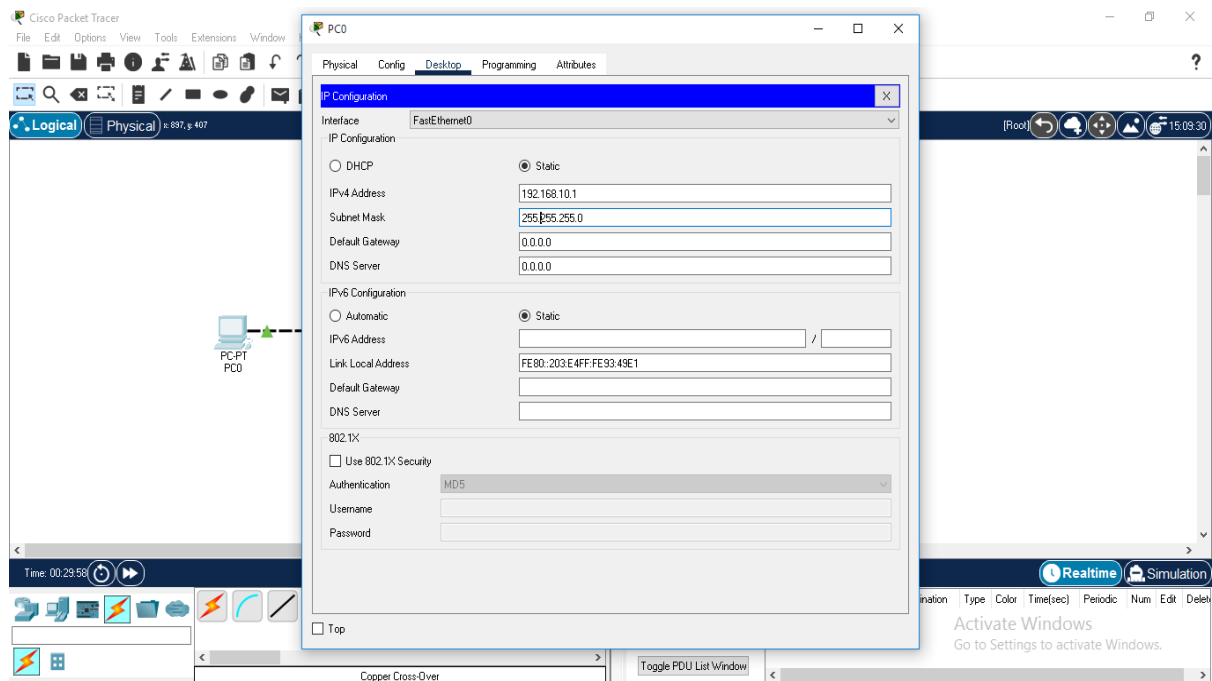 Cisco Packet Tracer
File Edit Options View Tools Extensions Window
?
Logical Physical x: 897, y: 407
[Root] 15:09:30
PC-PT
PC0
PC0
Physical Config Desktop Programming Attributes
IP Configuration X
Interface FastEthernet0
IP Configuration
DHCP Static
IPv4 Address 192.168.10.1
Subnet Mask 255.255.255.0
Default Gateway 0.0.0.0
DNS Server 0.0.0.0
IPv6 Configuration
Automatic Static
IPv6 Address /
Link Local Address FE80::203:E4FF:FE93:49E1
Default Gateway
DNS Server
802.1X
Use 802.1X Security
Authentication MD5
Username
Password
Top
Time: 00:29:58
Realtime Simulation
Type Color Time(sec) Periodic Num Edit
Activate Windows
Go to Settings to activate Windows.
Toggle PDU List Window
Copper Cross-Over